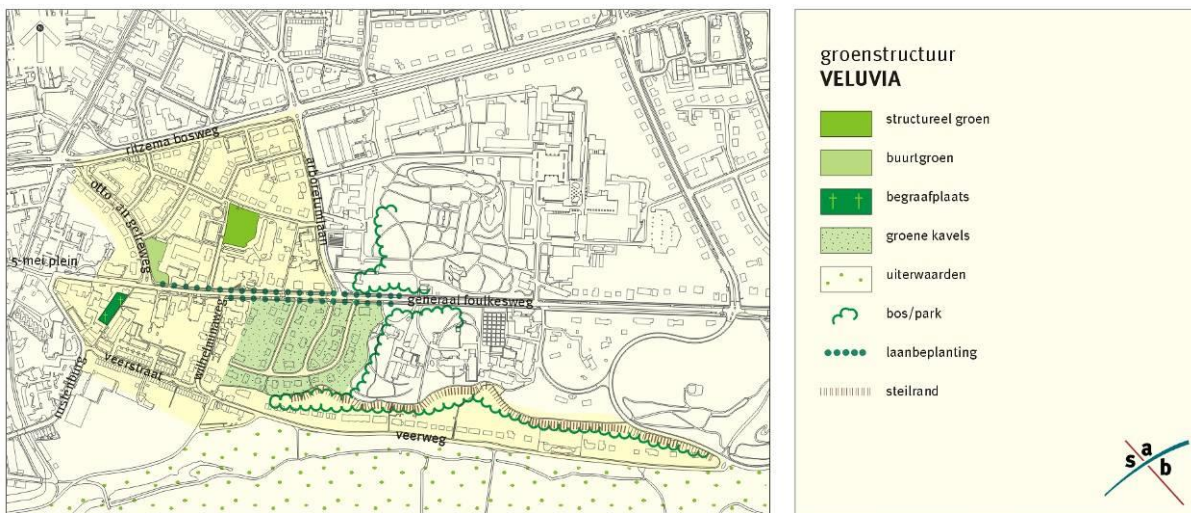 ritzema bosweg
otto van gelreweg
arboretumlaan
5-mei plein
generaal foulkesweg
wilhelminaweg
veerstraat
veerweg
groenstructuur
VELUVIA
structureel groen
buurtgroen
begraafplaats
groene kavels
uiterwaarden
bos/park
laanbeplanting
steilrand
s a b